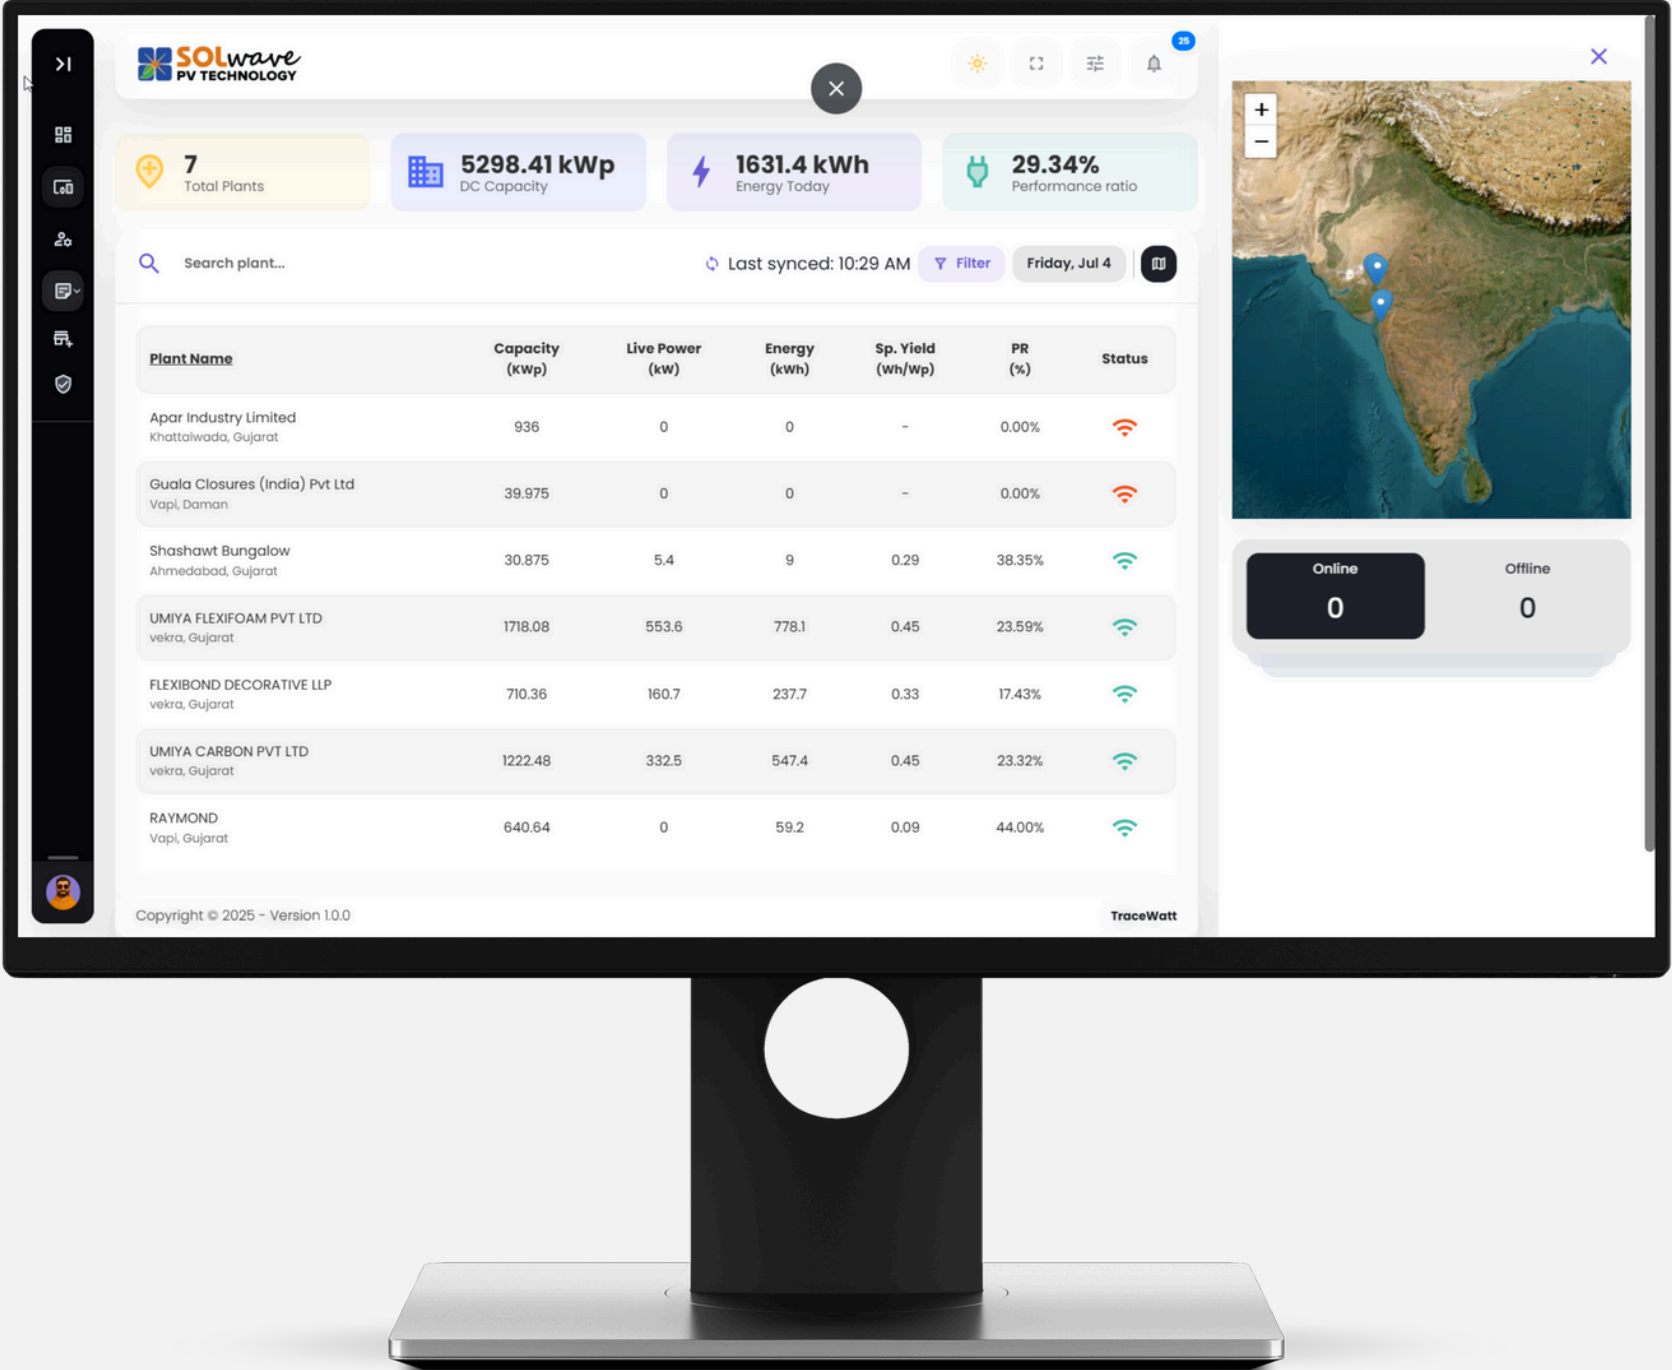 SOLwave
PV TECHNOLOGY
25
7
Total Plants
5298.41 kWp
DC Capacity
1631.4 kWh
Energy Today
29.34%
Performance ratio
Search plant...
Last synced: 10:29 AM
Filter
Friday, Jul 4
Plant Name Capacity (KWp) Live Power (kW) Energy (kWh) Sp. Yield (Wh/Wp) PR (%) Status
Apar Industry Limited 936 0 0 - 0.00%
Khattalwada, Gujarat
Guala Closures (India) Pvt Ltd 39.975 0 0 - 0.00%
Vapi, Daman
Shashawt Bungalow 30.875 5.4 9 0.29 38.35%
Ahmedabad, Gujarat
UMIYA FLEXIFOAM PVT LTD 1718.08 553.6 778.1 0.45 23.59%
vekra, Gujarat
FLEXIBOND DECORATIVE LLP 710.36 160.7 237.7 0.33 17.43%
vekra, Gujarat
UMIYA CARBON PVT LTD 1222.48 332.5 547.4 0.45 23.32%
vekra, Gujarat
RAYMOND 640.64 0 59.2 0.09 44.00%
Vapi, Gujarat
Copyright © 2025 - Version 1.0.0
TraceWatt
+
−
Online
0
Offline
0